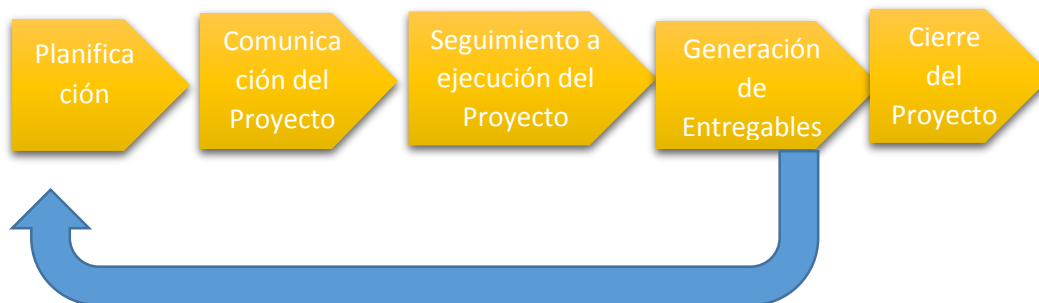 Planifica
ción
Comunica
ción del
Proyecto
Seguimiento a
ejecución del
Proyecto
Generación
de
Entregables
Cierre
del
Proyecto